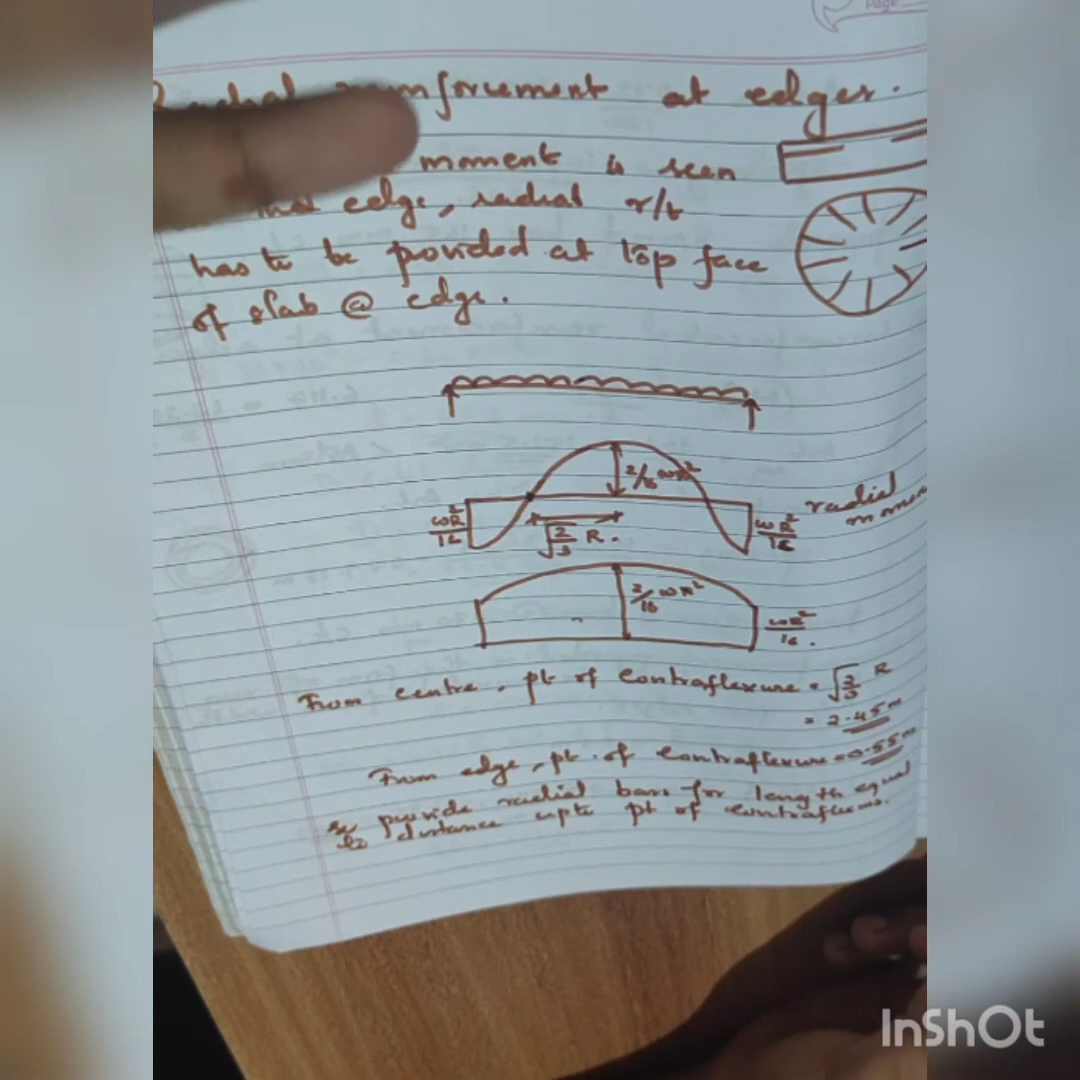 Page
reinforcement at edges.
moment is seen
edge, radial r/t
has to be provided at top face
of slab @ edge.
2/16 wR²
wR²/16
√2/3 R.
wR²/16
radial
3/16 wR²
wR²/16.
From centre, pt of contraflexure = √2/3 R
= 2.45m
From edge, pt. of contraflexure = 0.55m
provide radial bars for length equal
to distance upto pt of contraflexure.
InShOt